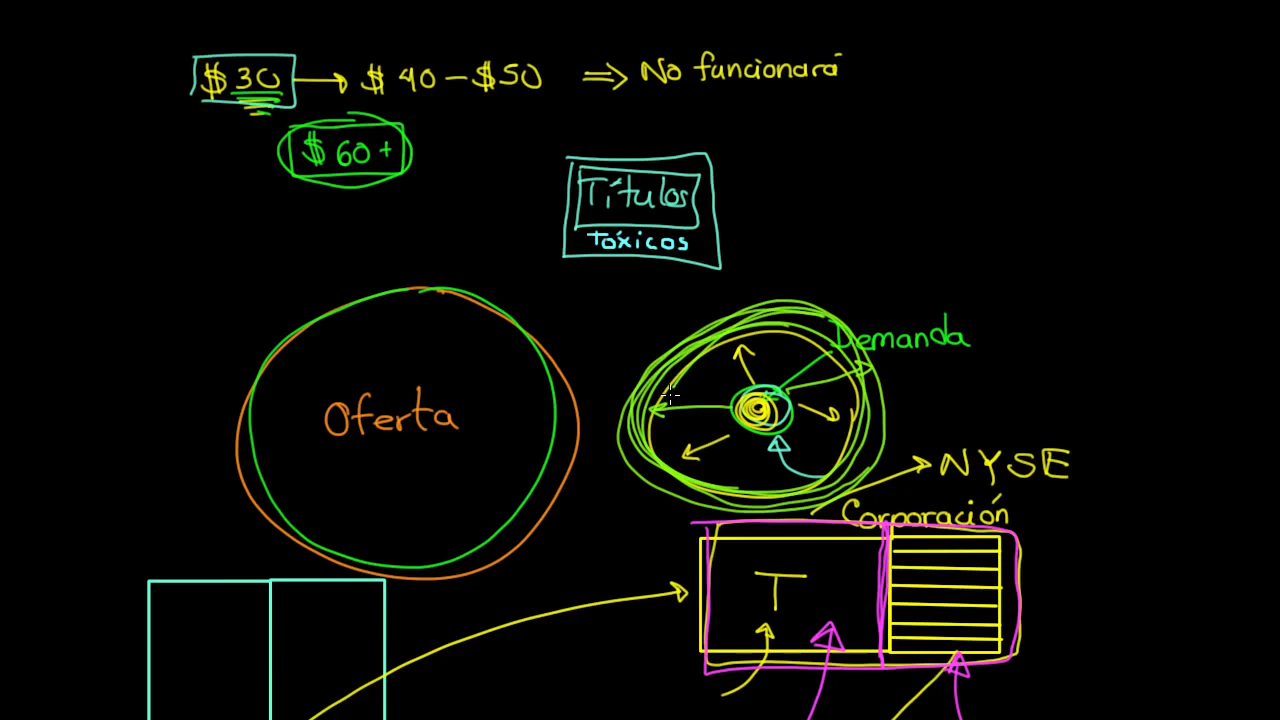 $ 30 → $ 40 – $50 ⇒ No funcionará
$ 60 +
Títulos
Tóxicos
Demanda
Oferta
NYSE
Corporación
T